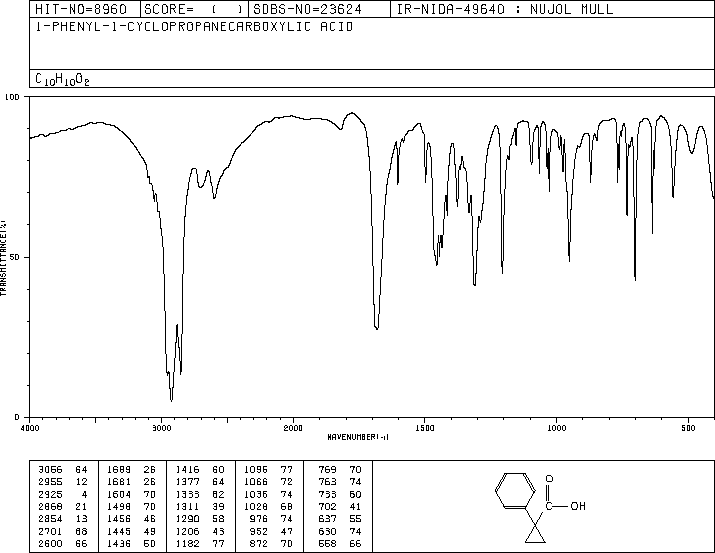 HIT-NO=8960 SCORE= ( ) SDBS-NO=23624 IR-NIDA-49640 : NUJOL MULL
1-PHENYL-1-CYCLOPROPANECARBOXYLIC ACID
C10H10O2
100
50
0
TRANSMITTANCE(%)
4000 3000 2000 1500 1000 500
WAVENUMBER(-1)
3066 64 1689 26 1416 60 1096 77 769 70
2955 12 1681 26 1377 64 1066 72 763 74
2925 4 1604 70 1333 62 1036 74 733 60
2868 21 1498 70 1311 39 1028 68 702 41
2854 13 1456 46 1290 58 976 74 637 55
2701 68 1445 49 1206 43 952 47 630 74
2600 66 1436 50 1182 77 872 70 558 66
O
OH